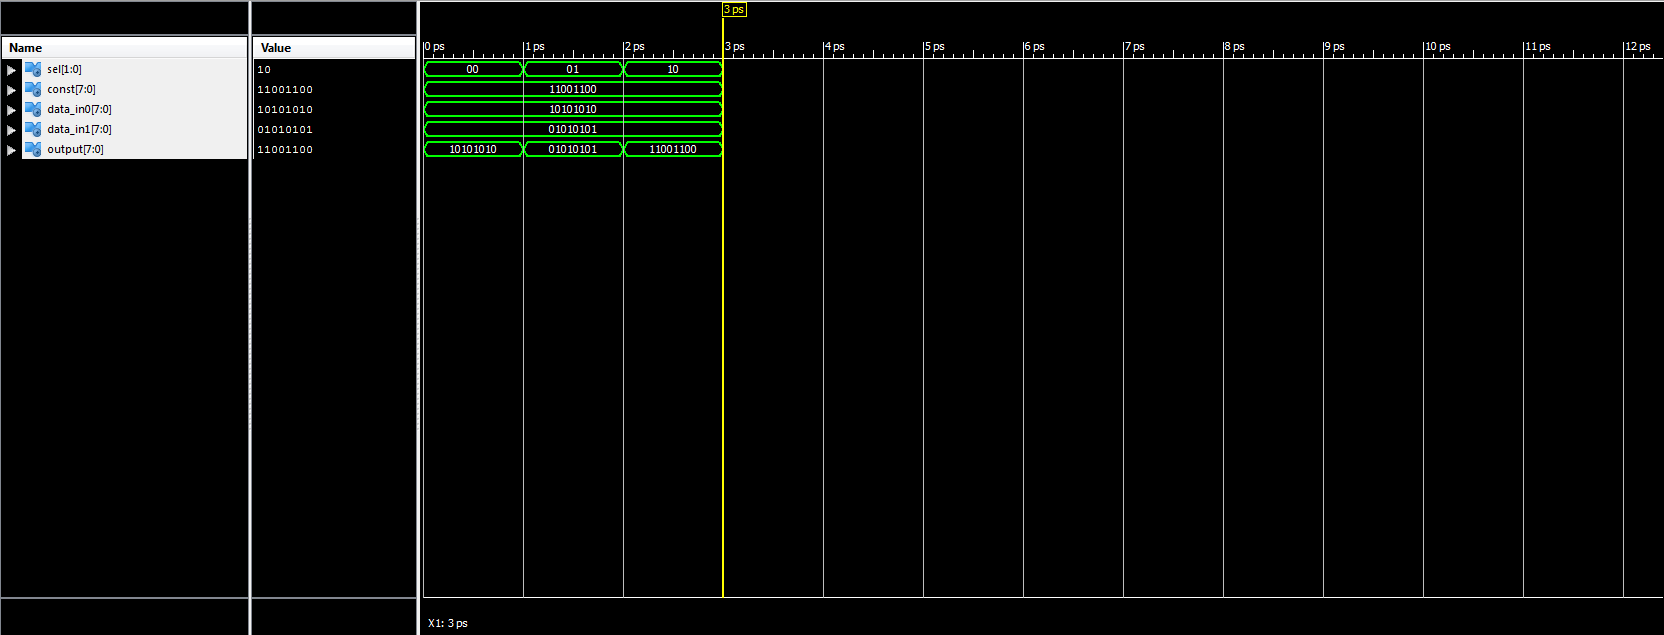 3 ps
Name Value 0 ps 1 ps 2 ps 3 ps 4 ps 5 ps 6 ps 7 ps 8 ps 9 ps 10 ps 11 ps 12 ps
sel[1:0] 10 00 01 10
const[7:0] 11001100 11001100
data_in0[7:0] 10101010 10101010
data_in1[7:0] 01010101 01010101
output[7:0] 11001100 10101010 01010101 11001100
X1: 3 ps